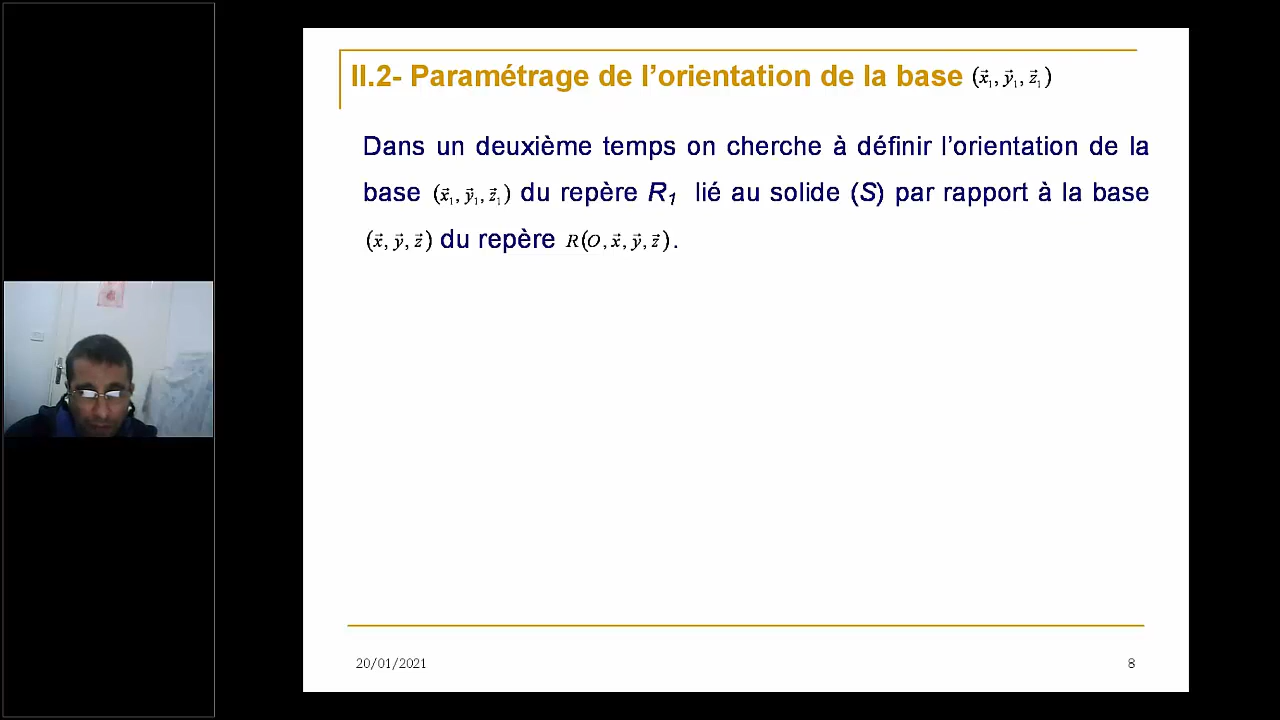 II.2- Paramétrage de l’orientation de la base (x⃗₁, y⃗₁, z⃗₁)
Dans un deuxième temps on cherche à définir l’orientation de la
base (x⃗₁, y⃗₁, z⃗₁) du repère R₁ lié au solide (S) par rapport à la base
(x⃗, y⃗, z⃗) du repère R(O, x⃗, y⃗, z⃗).
20/01/2021
8